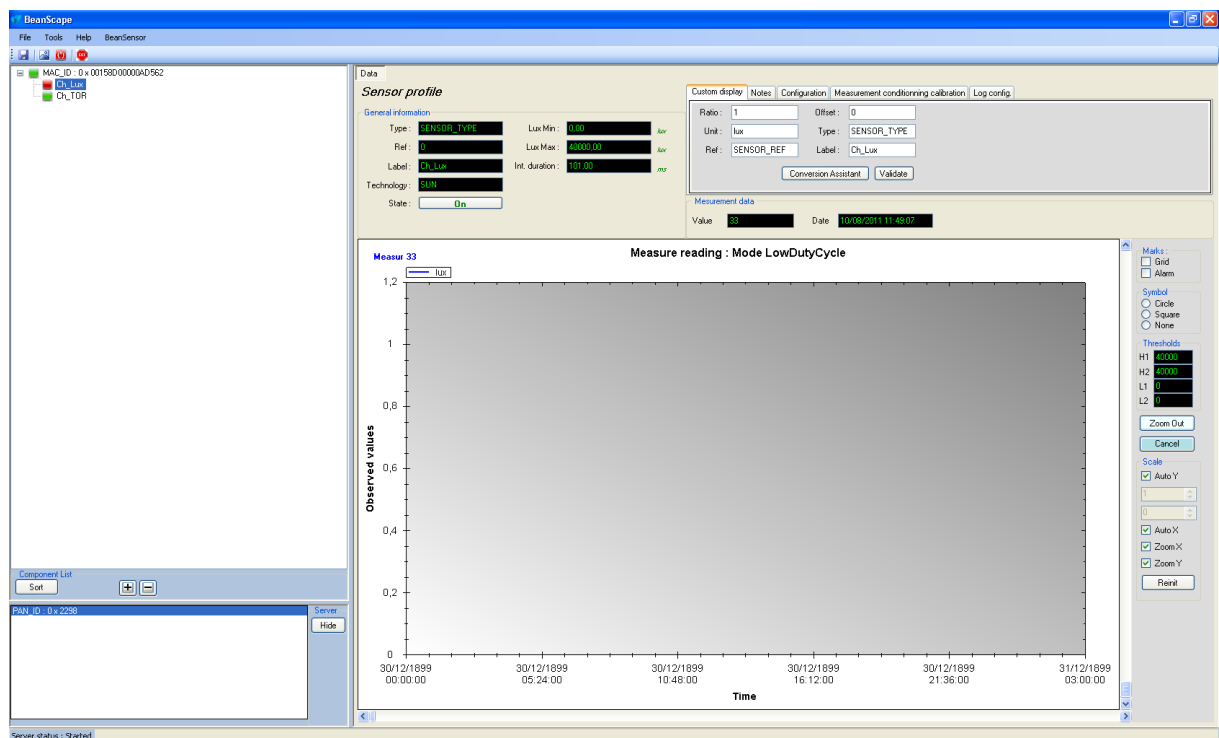 BeanScape
File Tools Help BeanSensor
MAC_ID : 0 x 00158D00000AD562
Ch_Lux
Ch_TOR
Component List
Sort
PAN_ID : 0 x 2298
Server
Hide
Server status : Started
Data
Sensor profile
General information
Type : SENSOR_TYPE Lux Min : 0,00 lux
Ref : 0 Lux Max : 40000,00 lux
Label : Ch_Lux Int. duration : 101,00 ms
Technology : SUN
State : On
Custom display Notes Configuration Measurement conditionning calibration Log config.
Ratio : 1 Offset : 0
Unit : lux Type : SENSOR_TYPE
Ref : SENSOR_REF Label : Ch_Lux
Conversion Assistant Validate
Mesurement data
Value 33 Date 10/08/2011 11:49:07
Measur 33
Measure reading : Mode LowDutyCycle
lux
1,2
1
0,8
0,6
0,4
0,2
0
Observed values
30/12/1899 30/12/1899 30/12/1899 30/12/1899 30/12/1899 31/12/1899
00:00:00 05:24:00 10:48:00 16:12:00 21:36:00 03:00:00
Time
Marks :
Grid
Alarm
Symbol
Circle
Square
None
Thresholds
H1 40000
H2 40000
L1 0
L2 0
Zoom Out
Cancel
Scale
Auto Y
1
0
Auto X
Zoom X
Zoom Y
Reinit